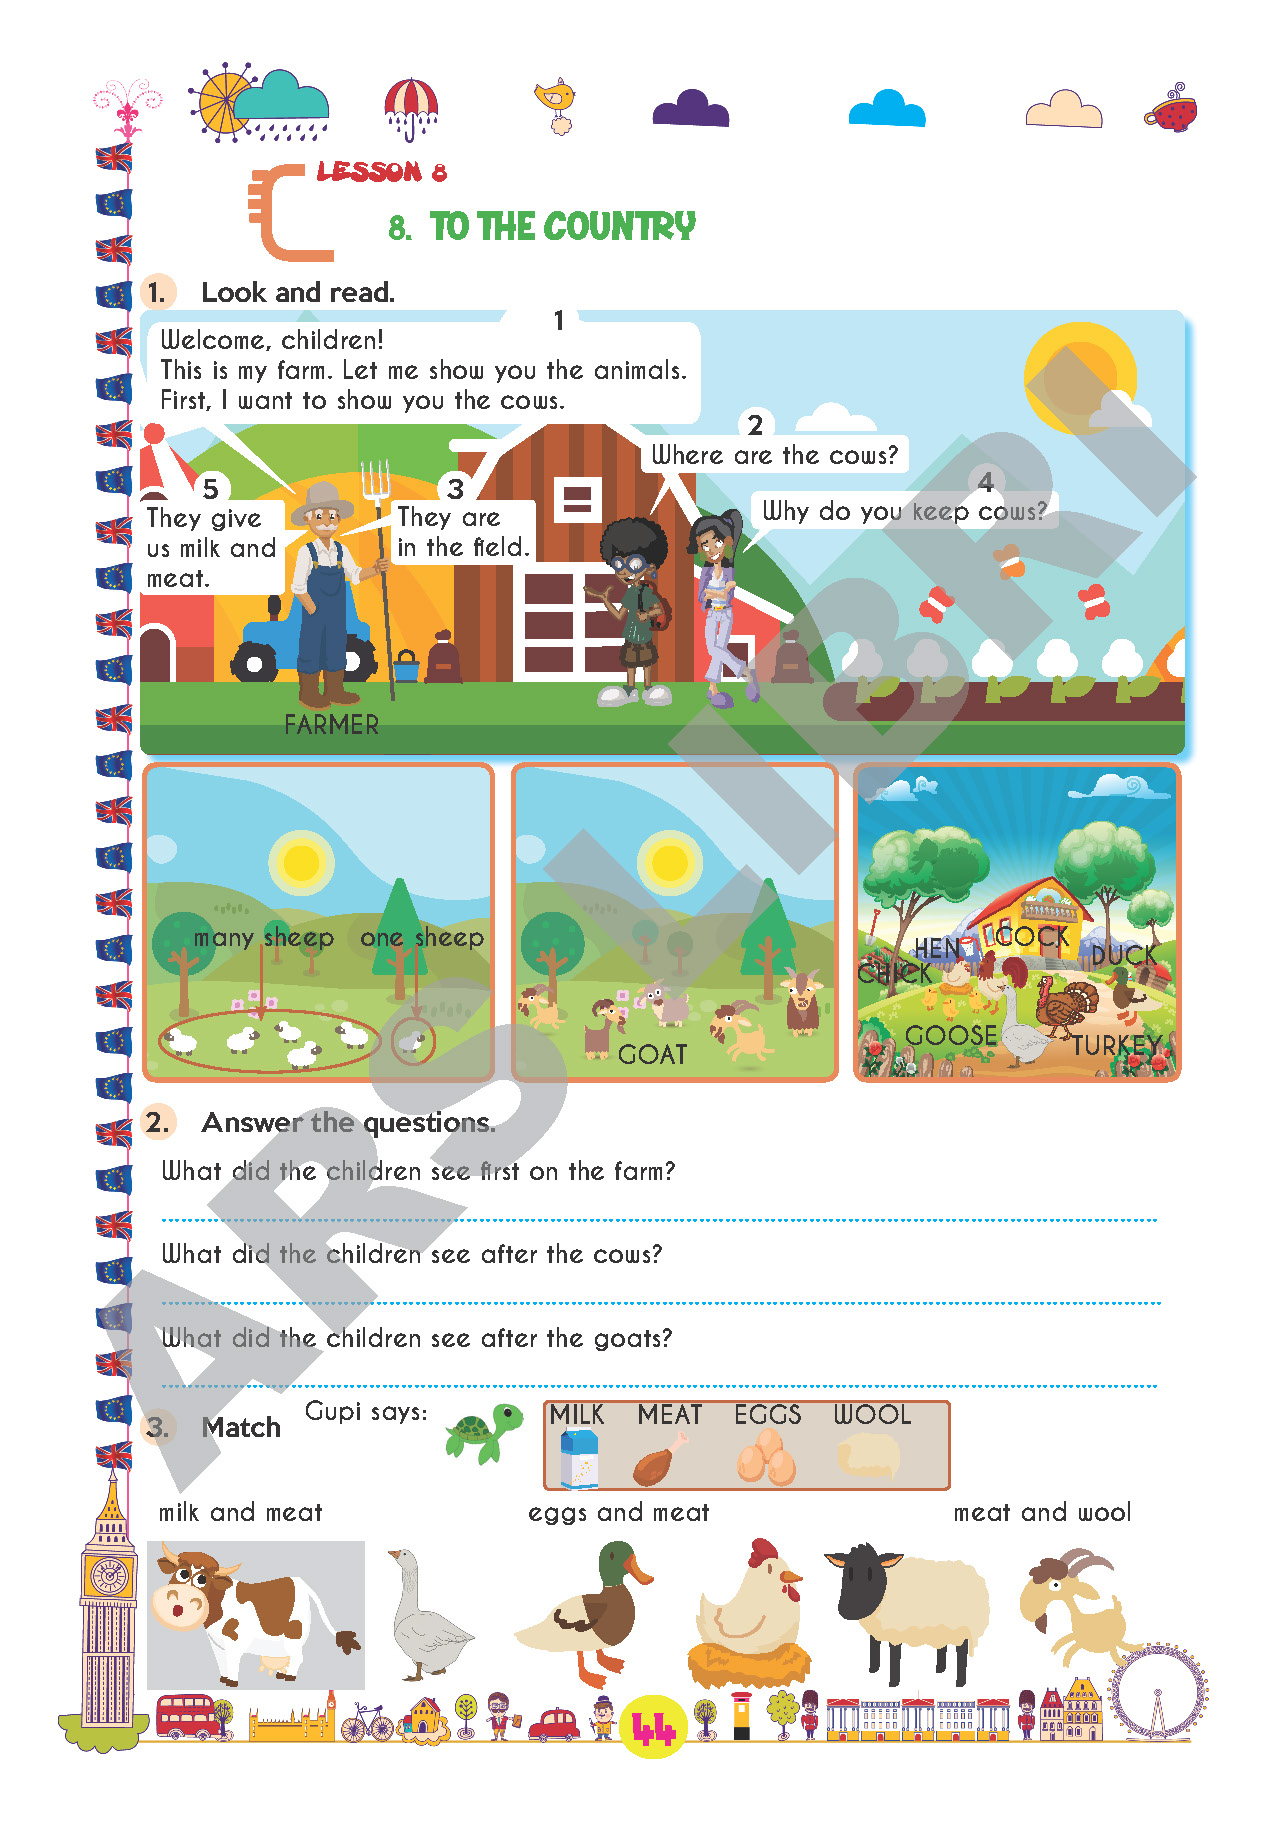 LESSON 8
8. TO THE COUNTRY
1. Look and read.
1
Welcome, children!
This is my farm. Let me show you the animals.
First, I want to show you the cows.
2
Where are the cows?
3
They are
in the field.
4
Why do you keep cows?
5
They give
us milk and
meat.
FARMER
many sheep one sheep
GOAT
HEN COCK
DUCK
CHICK
GOOSE
TURKEY
2. Answer the questions.
What did the children see first on the farm?
What did the children see after the cows?
What did the children see after the goats?
3. Match
Gupi says:
MILK MEAT EGGS WOOL
milk and meat eggs and meat meat and wool
44
ARS LIBRI